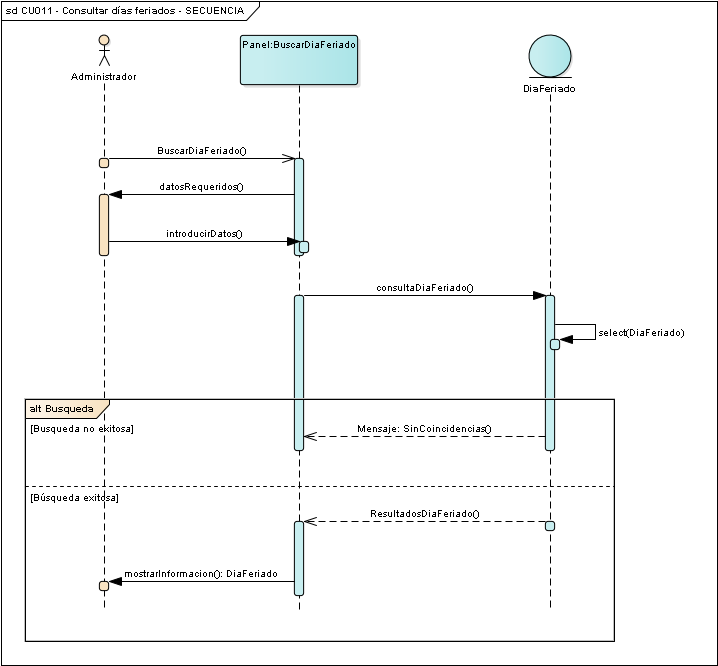 sd CU011 - Consultar días feriados - SECUENCIA
Administrador
Panel:BuscarDiaFeriado
DiaFeriado
BuscarDiaFeriado()
datosRequeridos()
introducirDatos()
consultaDiaFeriado()
select(DiaFeriado)
alt Busqueda
[Busqueda no exitosa]
Mensaje: SinCoincidencias()
[Búsqueda exitosa]
ResultadosDiaFeriado()
mostrarInformacion(): DiaFeriado